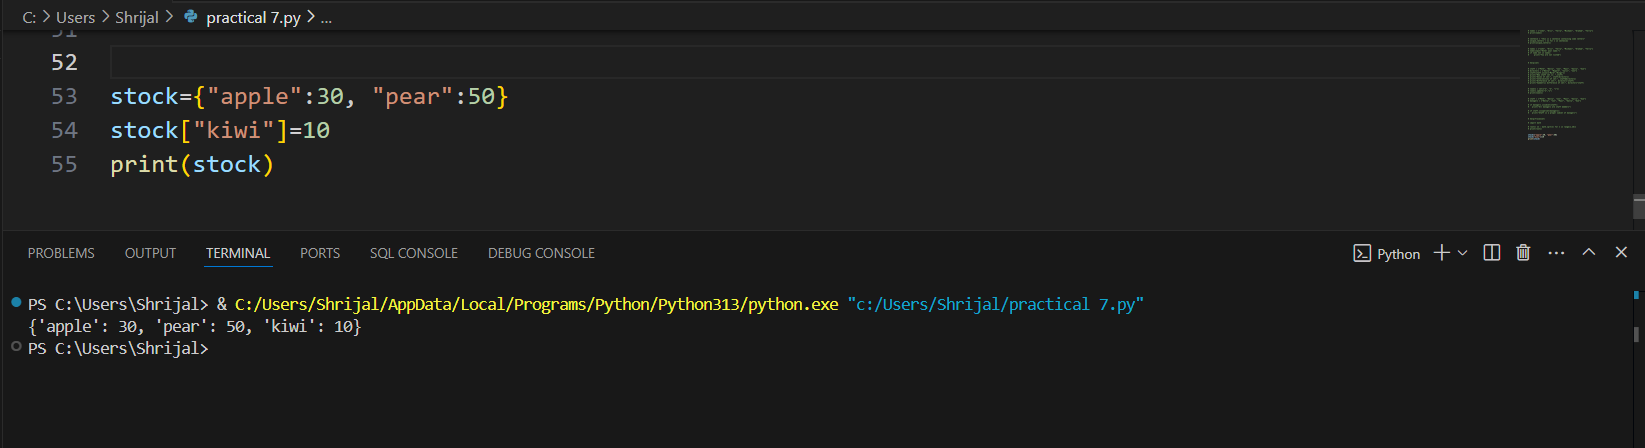 C: > Users > Shrijal > practical 7.py > ...
51
52
53 stock={"apple":30, "pear":50}
54 stock["kiwi"]=10
55 print(stock)
PROBLEMS OUTPUT TERMINAL PORTS SQL CONSOLE DEBUG CONSOLE Python
PS C:\Users\Shrijal> & C:/Users/Shrijal/AppData/Local/Programs/Python/Python313/python.exe "c:/Users/Shrijal/practical 7.py"
{'apple': 30, 'pear': 50, 'kiwi': 10}
PS C:\Users\Shrijal>